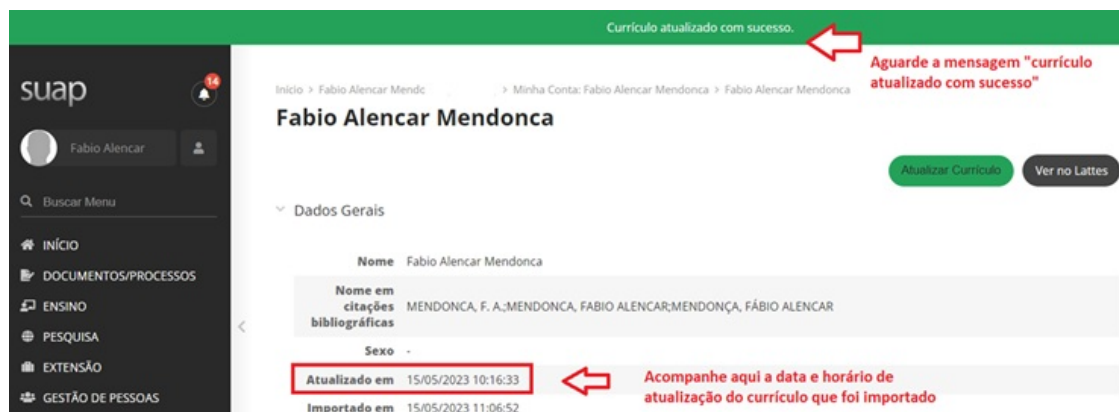 Currículo atualizado com sucesso.
Aguarde a mensagem "currículo
atualizado com sucesso"
suap
14
Início > Fabio Alencar Mendc > Minha Conta: Fabio Alencar Mendonca > Fabio Alencar Mendonca
Fabio Alencar Mendonca
Fabio Alencar
Atualizar Currículo
Ver no Lattes
Buscar Menu
Dados Gerais
INÍCIO
DOCUMENTOS/PROCESSOS
ENSINO
PESQUISA
EXTENSÃO
GESTÃO DE PESSOAS
Nome Fabio Alencar Mendonca
Nome em
citações MENDONCA, F. A.;MENDONCA, FABIO ALENCAR;MENDONÇA, FÁBIO ALENCAR
bibliográficas
Sexo -
Atualizado em 15/05/2023 10:16:33
Acompanhe aqui a data e horário de
atualização do currículo que foi importado
Importado em 15/05/2023 11:06:52